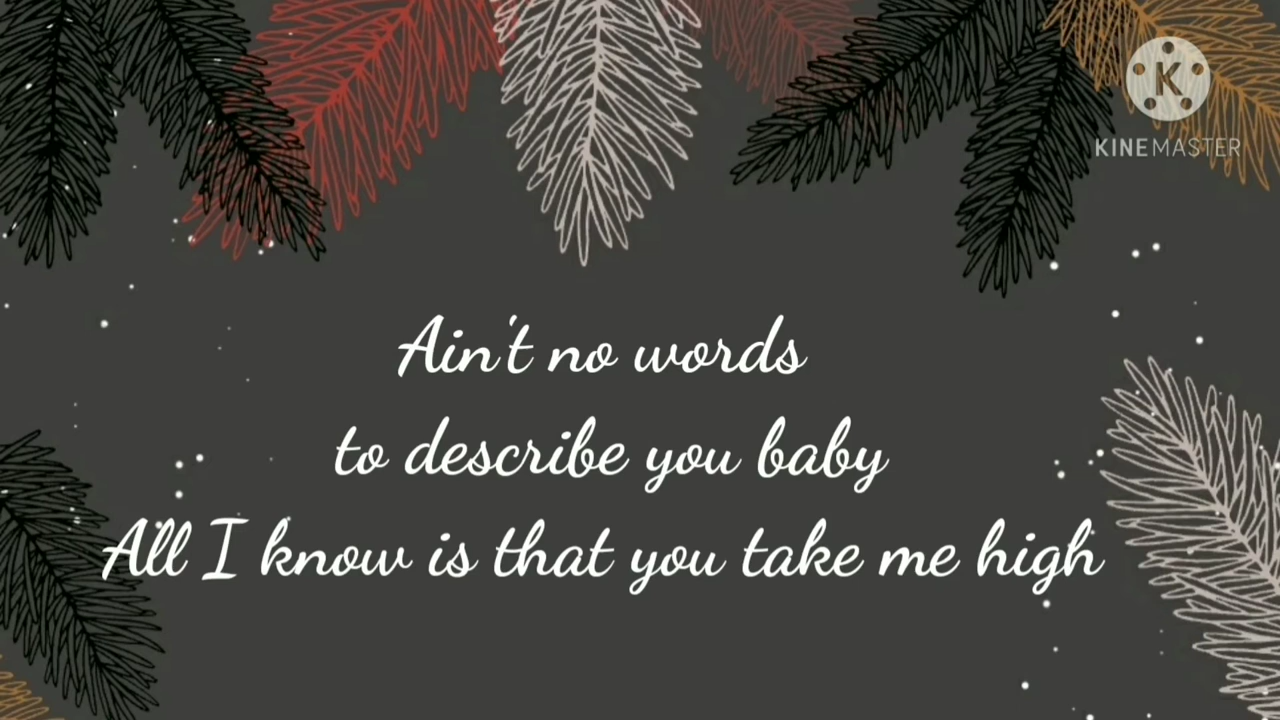 K
KINEMASTER
Ain't no words
to describe you baby
All I know is that you take me high